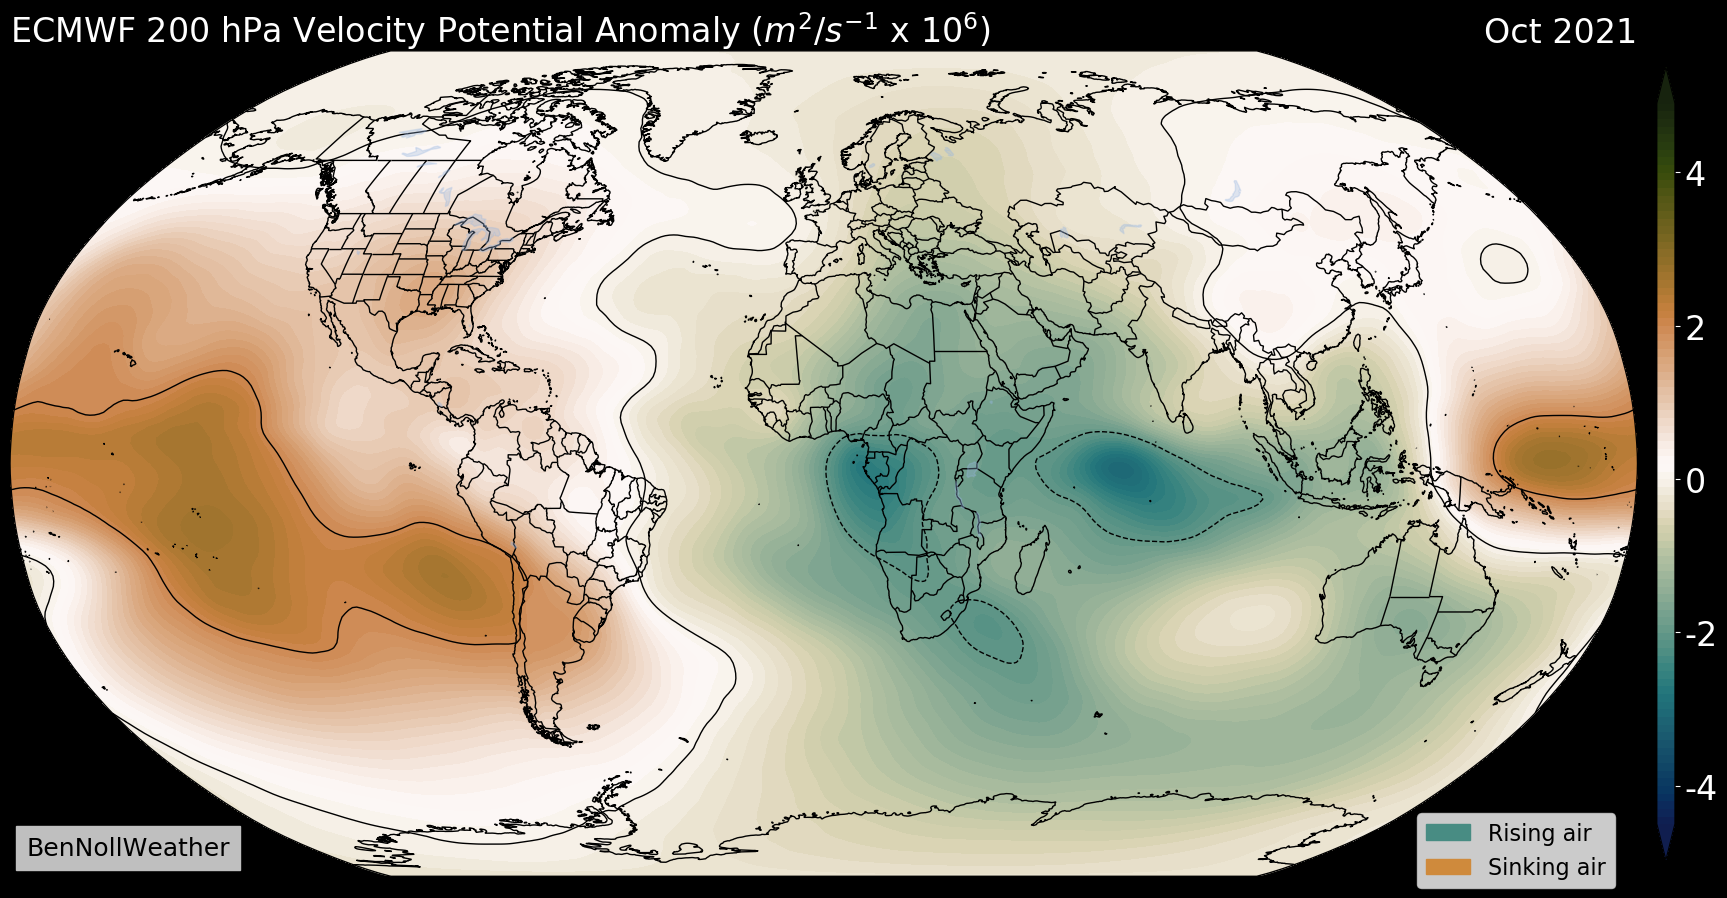 ECMWF 200 hPa Velocity Potential Anomaly (m²/s⁻¹ x 10⁶)
Oct 2021
4
2
0
-2
-4
BenNollWeather
Rising air
Sinking air